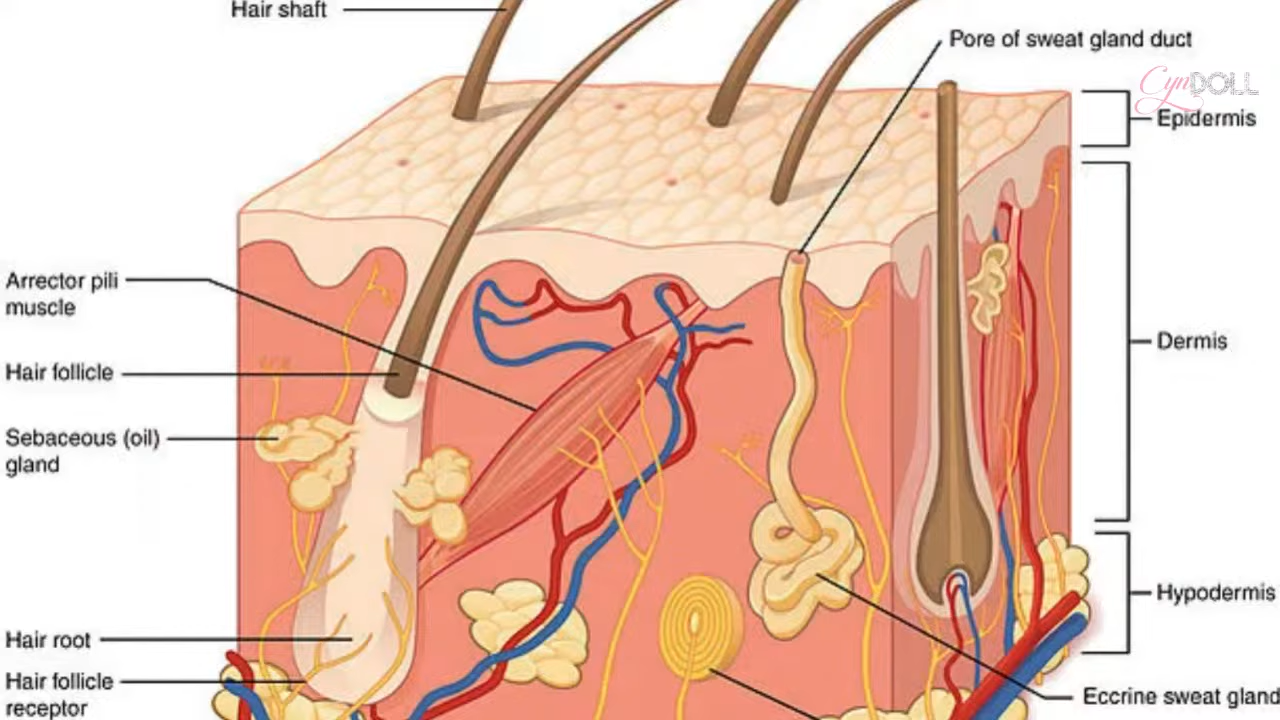 Hair shaft
Pore of sweat gland duct
CynDOLL
Epidermis
Arrector pili
muscle
Dermis
Hair follicle
Sebaceous (oil)
gland
Hypodermis
Hair root
Hair follicle
receptor
Eccrine sweat gland